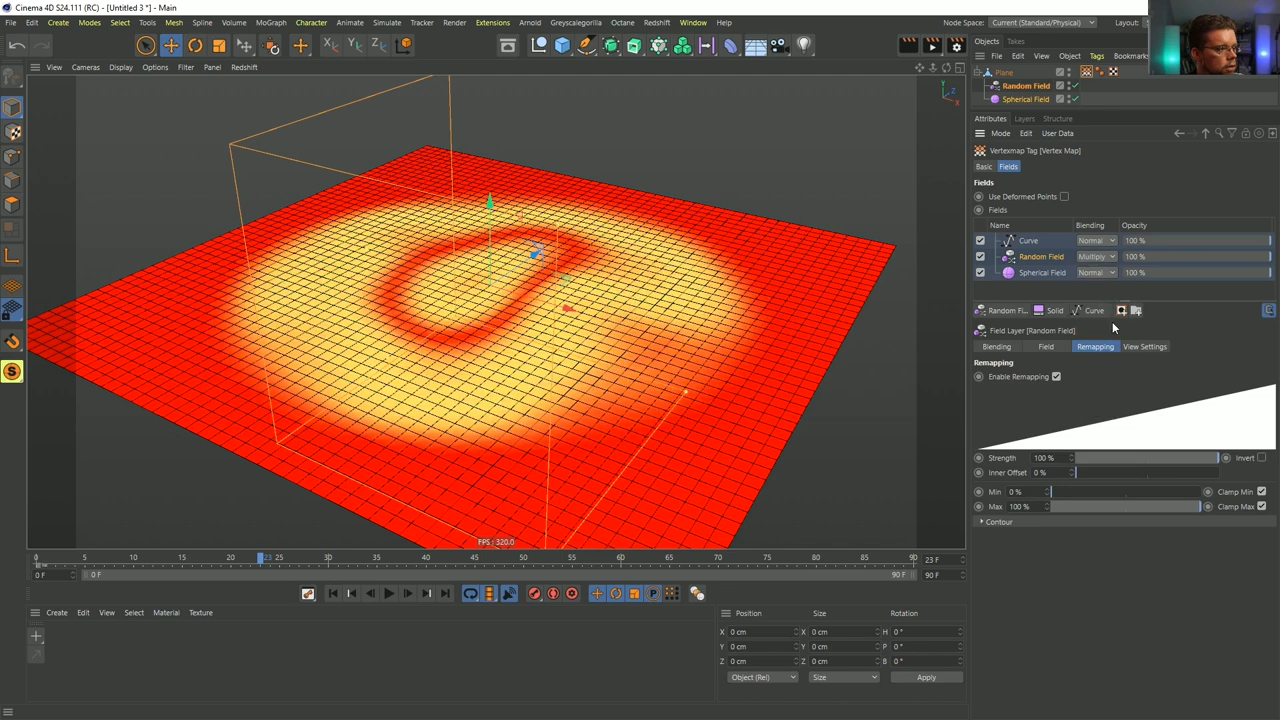 Cinema 4D S24.111 (RC) - [Untitled 3 *] - Main
File Edit Create Modes Select Tools Mesh Spline Volume MoGraph Character Animate Simulate Tracker Render Extensions Arnoid Greyscalegorilla Octane Redshift Window Help
Node Space: Current (Standard/Physical) Layout:
X Y Z
View Cameras Display Options Filter Panel Redshift
Objects Takes
File Edit View Object Tags Bookmarks
Plane
Random Field
Spherical Field
Attributes Layers Structure
Mode Edit User Data
Vertexmap Tag [Vertex Map]
Basic Fields
Fields
Use Deformed Points
Fields
Name Blending Opacity
Curve Normal 100 %
Random Field Multiply 100 %
Spherical Field Normal 100 %
Random Fi... Solid Curve
Field Layer [Random Field]
Blending Field Remapping View Settings
Remapping
Enable Remapping
Strength 100 % Invert
Inner Offset 0 %
Min 0 % Clamp Min
Max 100 % Clamp Max
Contour
Y Z X
S
FPS : 320.0
0 5 10 15 20 23 25 30 35 40 45 50 55 60 65 70 75 80 85 90 23 F
0 F 0 F 90 F 90 F
P
Create Edit View Select Material Texture
Position Size Rotation
X 0 cm X 0 cm H 0 °
Y 0 cm Y 0 cm P 0 °
Z 0 cm Z 0 cm B 0 °
Object (Rel) Size Apply